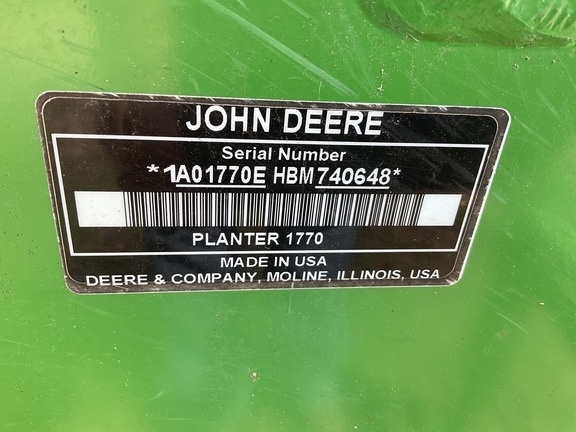 JOHN DEERE
Serial Number
*1A01770E HBM740648*
PLANTER 1770
MADE IN USA
DEERE & COMPANY, MOLINE, ILLINOIS, USA